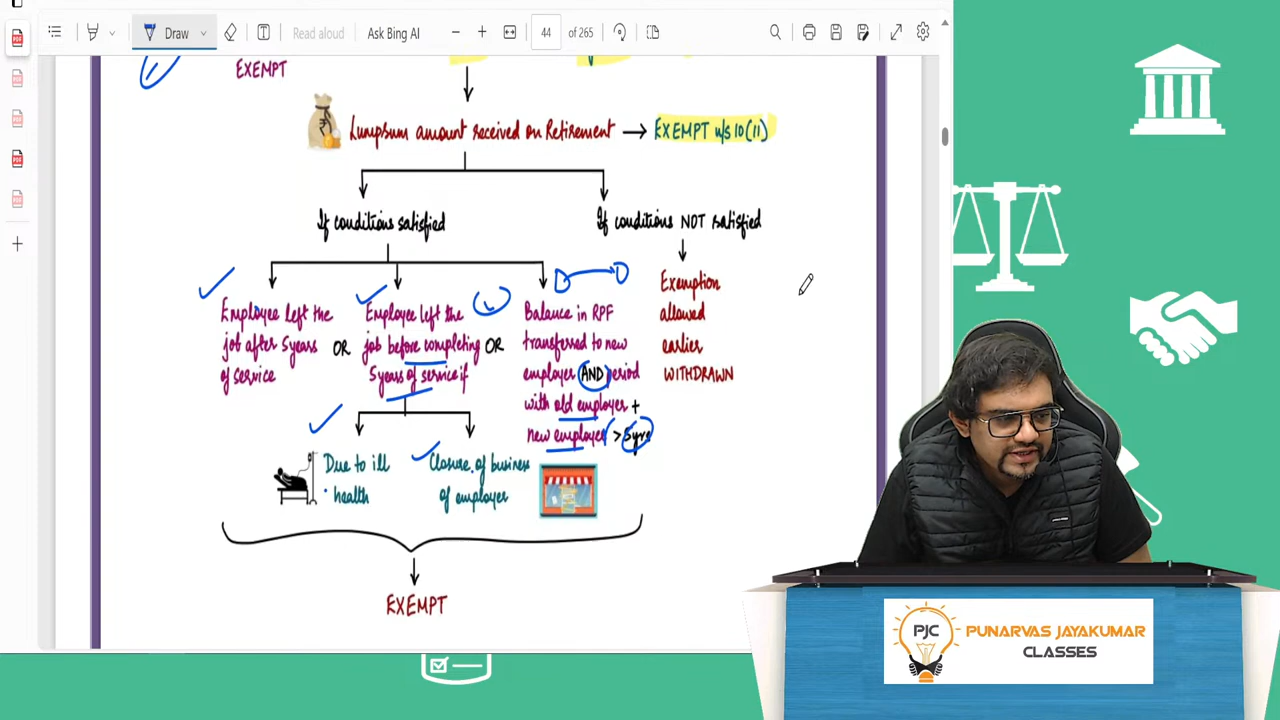 Draw
Read aloud
Ask Bing AI
44
of 265
EXEMPT
Lumpsum amount received on Retirement → EXEMPT u/s 10(11)
If conditions satisfied
If conditions NOT satisfied
Employee left the
job after 5years
of service
OR
Employee left the
job before completing
5years of service if
OR
Balance in RPF
transferred to new
employer AND period
with old employer +
new employer > 5yrs
Exemption
allowed
earlier
WITHDRAWN
Due to ill
health
Closure of business
of employer
EXEMPT
PJC
PUNARVAS JAYAKUMAR
CLASSES